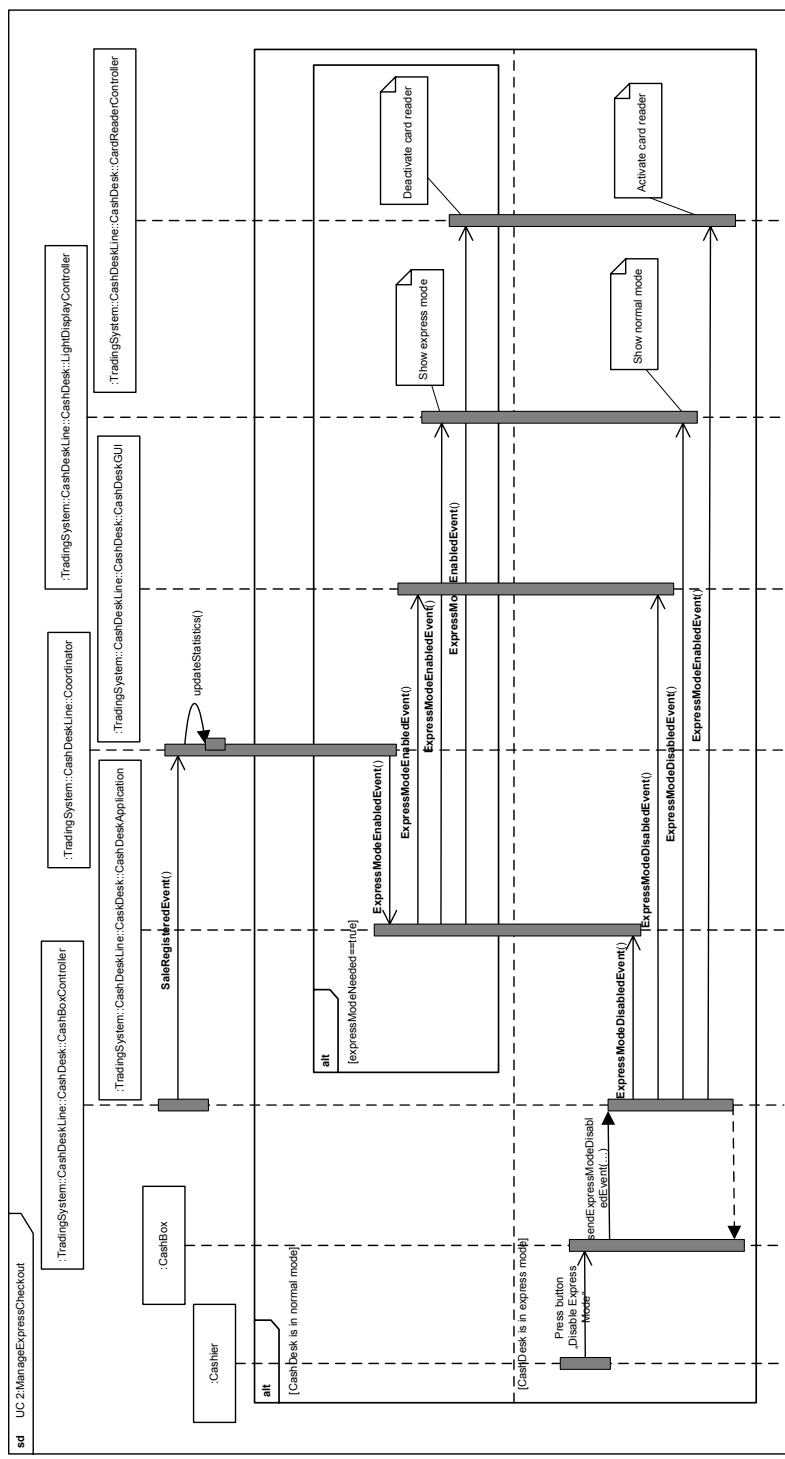 sd UC 2:ManageExpressCheckout
:Cashier
:CashBox
:TradingSystem::CashDeskLine::CashDesk::CashBoxController
:TradingSystem::CashDeskLine::CaskDesk::CashDeskApplication
:TradingSystem::CashDeskLine::Coordinator
:TradingSystem::CashDeskLine::CashDesk::CashDeskGUI
:TradingSystem::CashDeskLine::CashDesk::LightDisplayController
:TradingSystem::CashDeskLine::CashDesk::CardReaderController
SaleRegisteredEvent()
updateStatistics()
alt
[CashDesk is in normal mode]
alt
[expressModeNeeded==true]
ExpressModeEnabledEvent()
ExpressModeEnabledEvent()
ExpressModeEnabledEvent()
ExpressModeEnabledEvent()
Show express mode
Deactivate card reader
[CashDesk is in express mode]
Press button
„Disable Express
Mode“
sendExpressModeDisabl
edEvent(...)
ExpressModeDisabledEvent()
ExpressModeDisabledEvent()
ExpressModeDisabledEvent()
ExpressModeEnabledEvent()
Show normal mode
Activate card reader